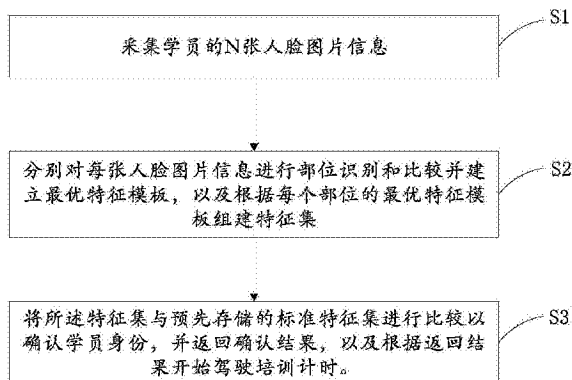 采集学员的N张人脸图片信息
S1
分别对每张人脸图片信息进行部位识别和比较并建
立最优特征模板，以及根据每个部位的最优特征模
板组建特征集
S2
将所述特征集与预先存储的标准特征集进行比较以
确认学员身份，并返回确认结果，以及根据返回结
果开始驾驶培训计时。
S3